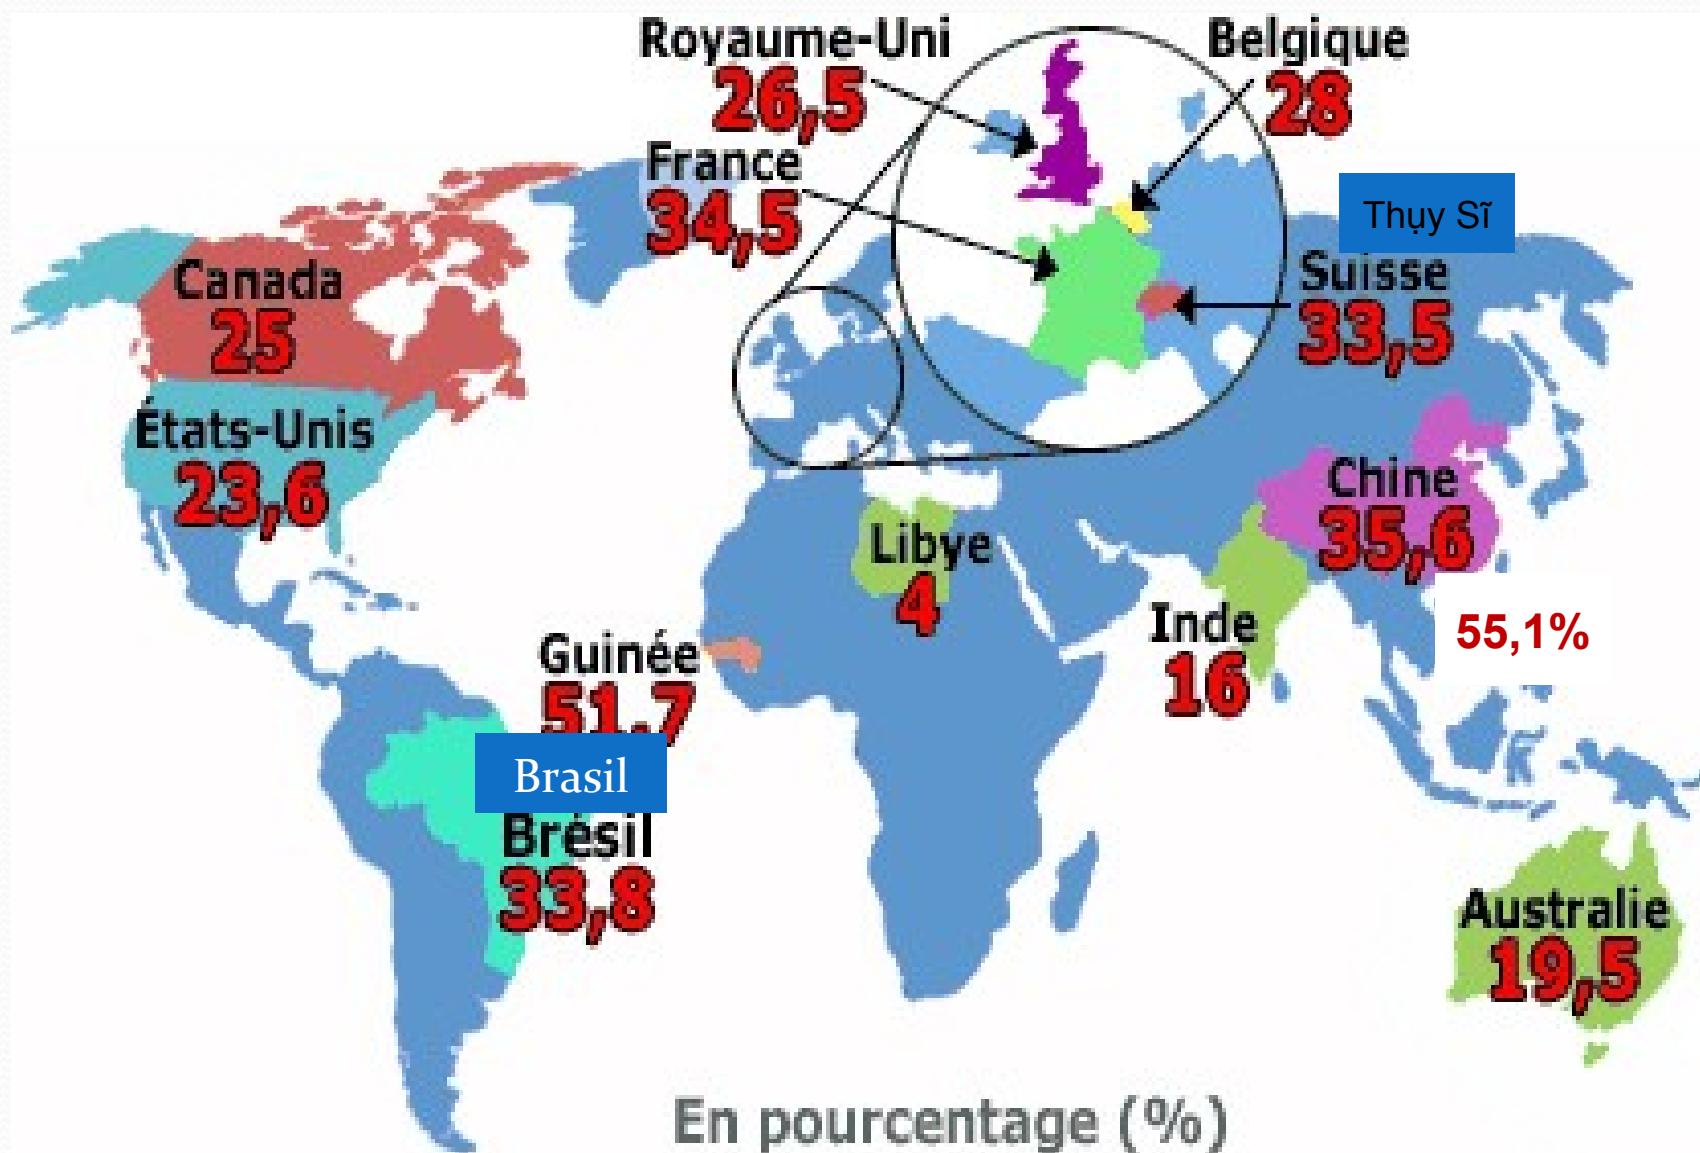 Royaume-Uni
26,5
Belgique
28
France
34,5
Thụy Sĩ
Suisse
33,5
Canada
25
États-Unis
23,6
Chine
35,6
Libye
4
55,1%
Inde
16
Guinée
51,7
Brasil
Brésil
33,8
Australie
19,5
En pourcentage (%)